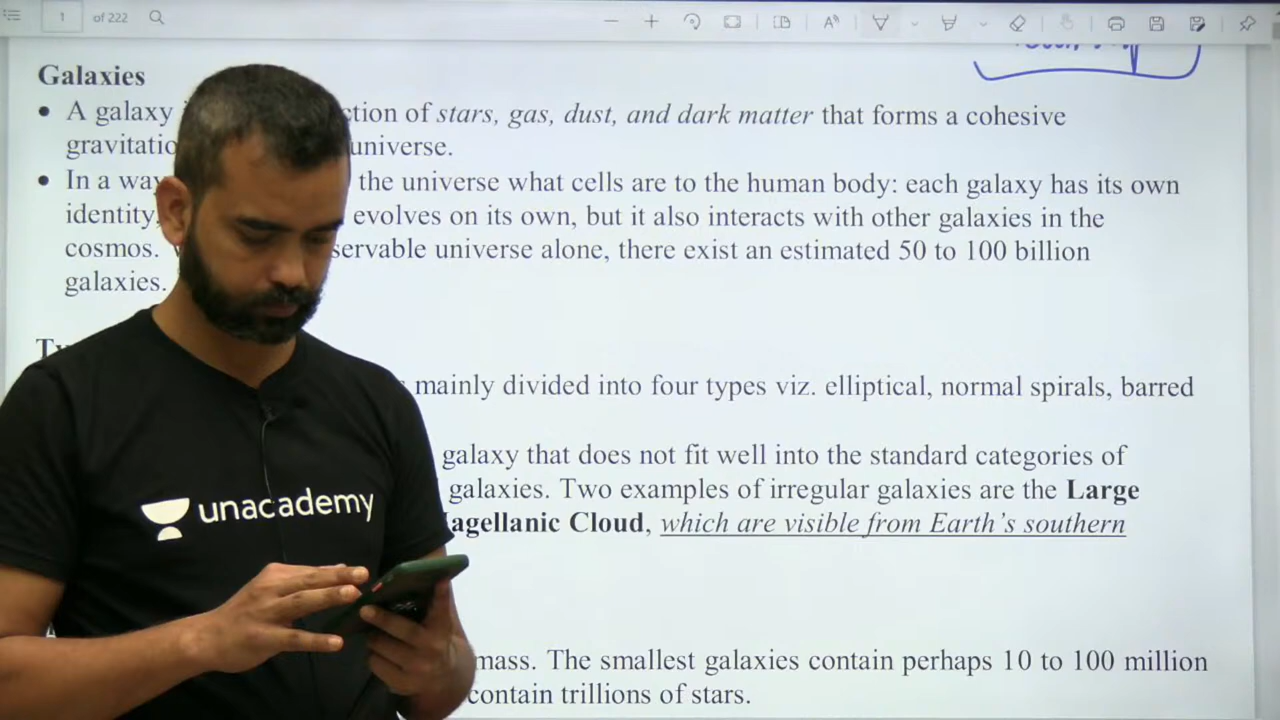 1 of 222
Galaxies
• A galaxy ction of stars, gas, dust, and dark matter that forms a cohesive
gravitatio universe.
• In a way the universe what cells are to the human body: each galaxy has its own
identity, evolves on its own, but it also interacts with other galaxies in the
cosmos. servable universe alone, there exist an estimated 50 to 100 billion
galaxies.
mainly divided into four types viz. elliptical, normal spirals, barred
galaxy that does not fit well into the standard categories of
galaxies. Two examples of irregular galaxies are the Large
agellanic Cloud, which are visible from Earth's southern
unacademy
mass. The smallest galaxies contain perhaps 10 to 100 million
contain trillions of stars.